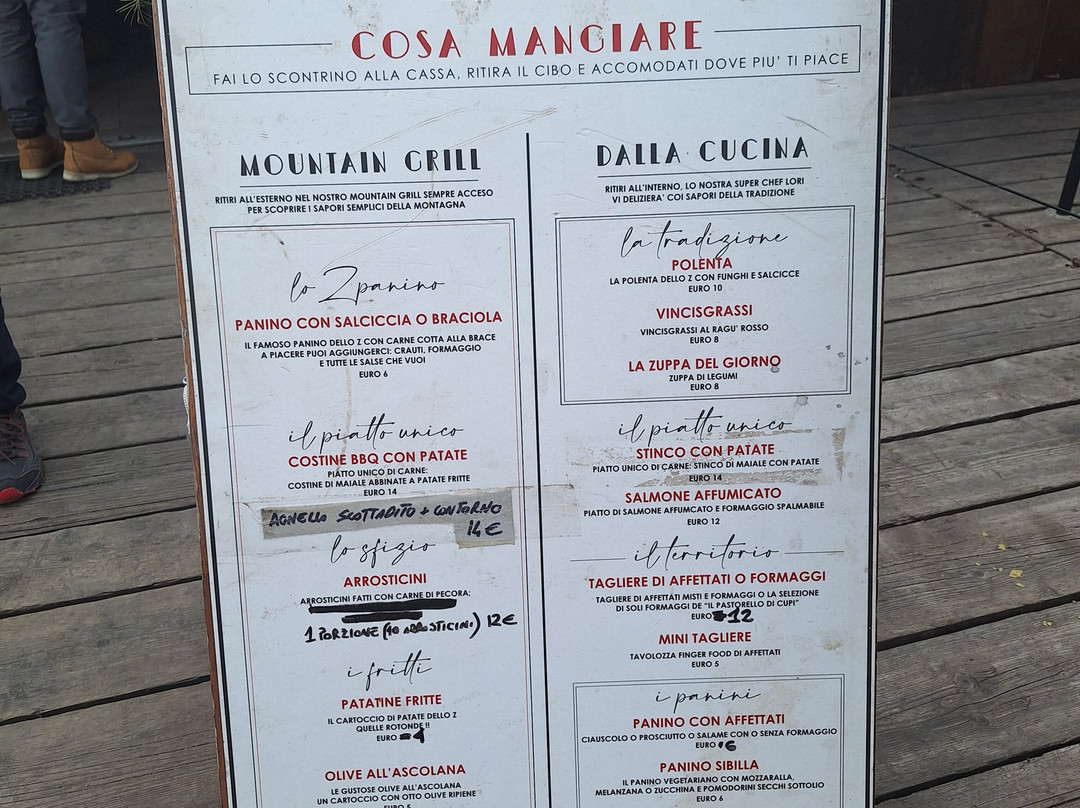 COSA MANGIARE
FAI LO SCONTRINO ALLA CASSA, RITIRA IL CIBO E ACCOMODATI DOVE PIU' TI PIACE
MOUNTAIN GRILL
RITIRI ALL'ESTERNO NEL NOSTRO MOUNTAIN GRILL SEMPRE ACCESO
PER SCOPRIRE I SAPORI SEMPLICI DELLA MONTAGNA
lo Zpanino
PANINO CON SALCICCIA O BRACIOLA
IL FAMOSO PANINO DELLO Z CON CARNE COTTA ALLA BRACE
A PIACERE PUOI AGGIUNGERCI: CRAUTI, FORMAGGIO
E TUTTE LE SALSE CHE VUOI
EURO 6
il piatto unico
COSTINE BBQ CON PATATE
PIATTO UNICO DI CARNE:
COSTINE DI MAIALE ABBINATE A PATATE FRITTE
EURO 14
AGNELLO SCOTTADITO + CONTORNO
14 €
lo sfizio
ARROSTICINI
ARROSTICINI FATTI CON CARNE DI PECORA;
1 PORZIONE (10 ARROSTICINI) 12€
i fritti
PATATINE FRITTE
IL CARTOCCIO DI PATATE DELLO Z
QUELLE ROTONDE !!
EURO 4
OLIVE ALL'ASCOLANA
LE GUSTOSE OLIVE ALL'ASCOLANA
UN CARTOCCIO CON OTTO OLIVE RIPIENE
EURO 5
DALLA CUCINA
RITIRI ALL'INTERNO, LO NOSTRA SUPER CHEF LORI
VI DELIZIERA' COI SAPORI DELLA TRADIZIONE
la tradizione
POLENTA
LA POLENTA DELLO Z CON FUNGHI E SALCICCE
EURO 10
VINCISGRASSI
VINCISGRASSI AL RAGU' ROSSO
EURO 8
LA ZUPPA DEL GIORNO
ZUPPA DI LEGUMI
EURO 8
il piatto unico
STINCO CON PATATE
PIATTO UNICO DI CARNE: STINCO DI MAIALE CON PATATE
EURO 14
SALMONE AFFUMICATO
PIATTO DI SALMONE AFFUMCATO E FORMAGGIO SPALMABILE
EURO 12
il territorio
TAGLIERE DI AFFETTATI O FORMAGGI
TAGLIERE DI AFFETATI MISTI E FORMAGGI O LA SELEZIONE
DI SOLI FORMAGGI DE "IL PASTORELLO DI CUPI"
EURO 12
MINI TAGLIERE
TAVOLOZZA FINGER FOOD DI AFFETTATI
EURO 5
i panini
PANINO CON AFFETTATI
CIAUSCOLO O PROSCIUTTO O SALAME CON O SENZA FORMAGGIO
EURO 6
PANINO SIBILLA
IL PANINO VEGETARIANO CON MOZZARALLA,
MELANZANA O ZUCCHINA E POMODORINI SECCHI SOTTOLIO
EURO 6